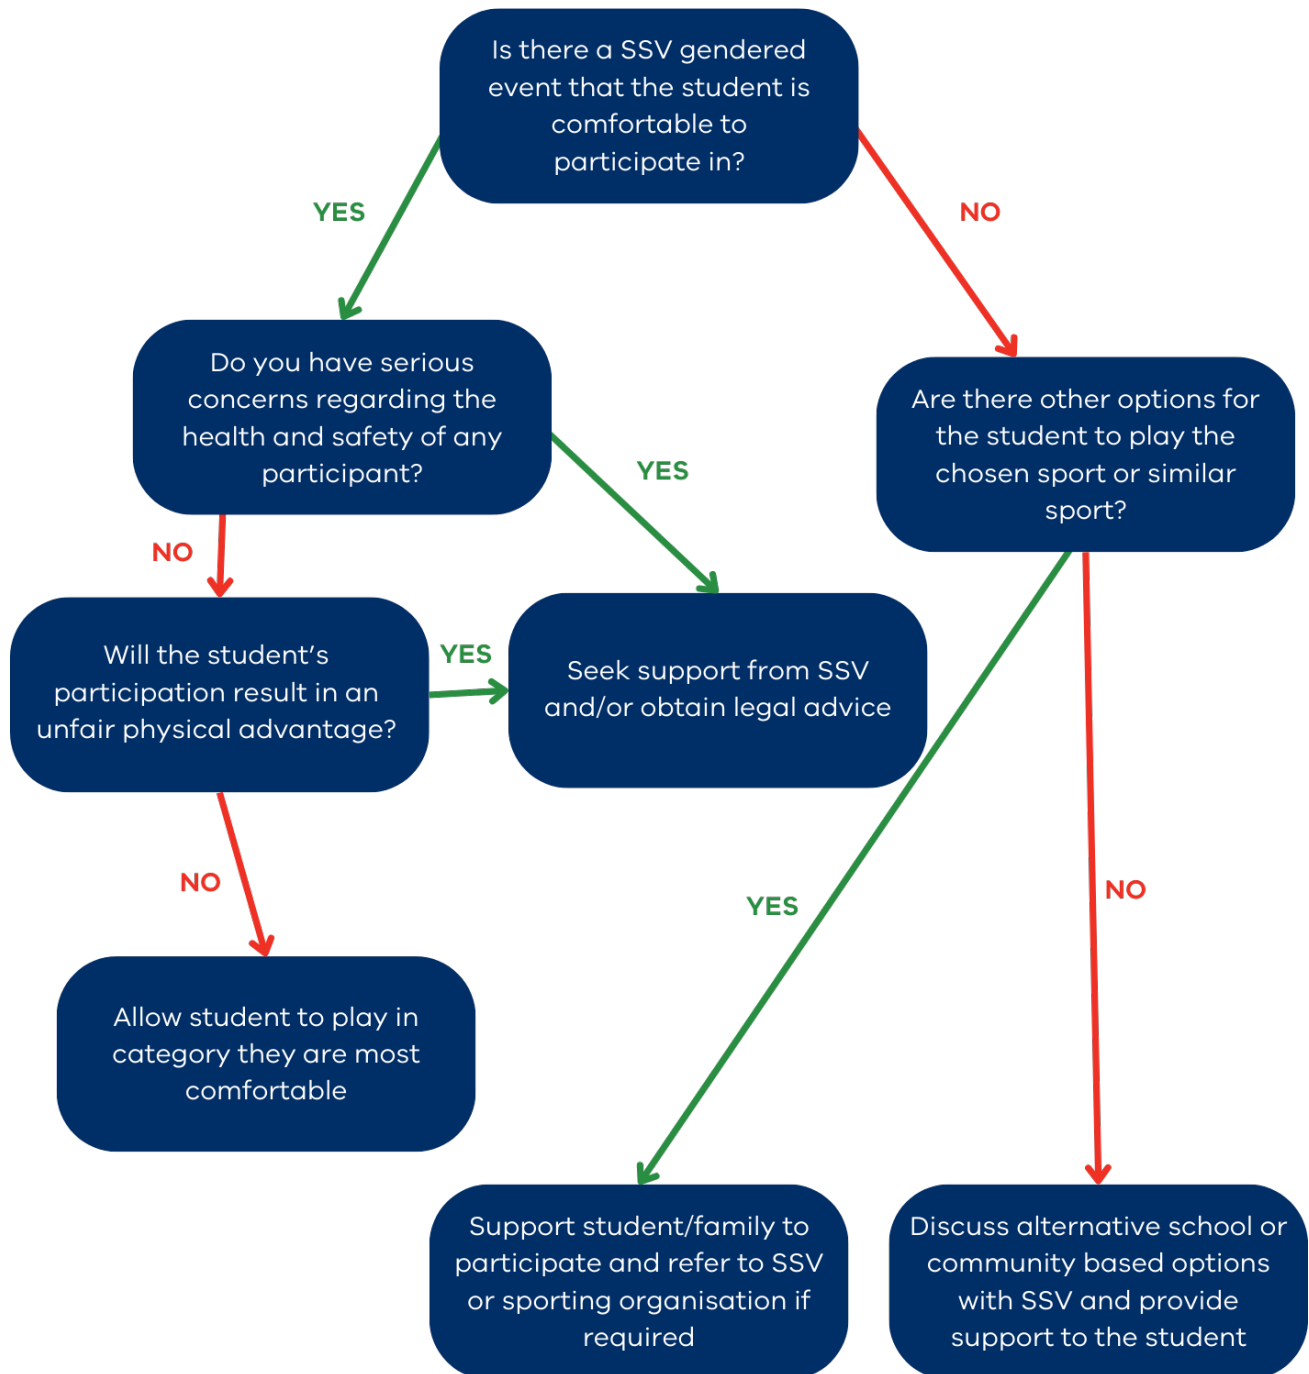 Is there a SSV gendered
event that the student is
comfortable to
participate in?
YES
NO
Do you have serious
concerns regarding the
health and safety of any
participant?
Are there other options for
the student to play the
chosen sport or similar
sport?
YES
NO
Will the student’s
participation result in an
unfair physical advantage?
YES
Seek support from SSV
and/or obtain legal advice
NO
YES
NO
Allow student to play in
category they are most
comfortable
Support student/family to
participate and refer to SSV
or sporting organisation if
required
Discuss alternative school or
community based options
with SSV and provide
support to the student